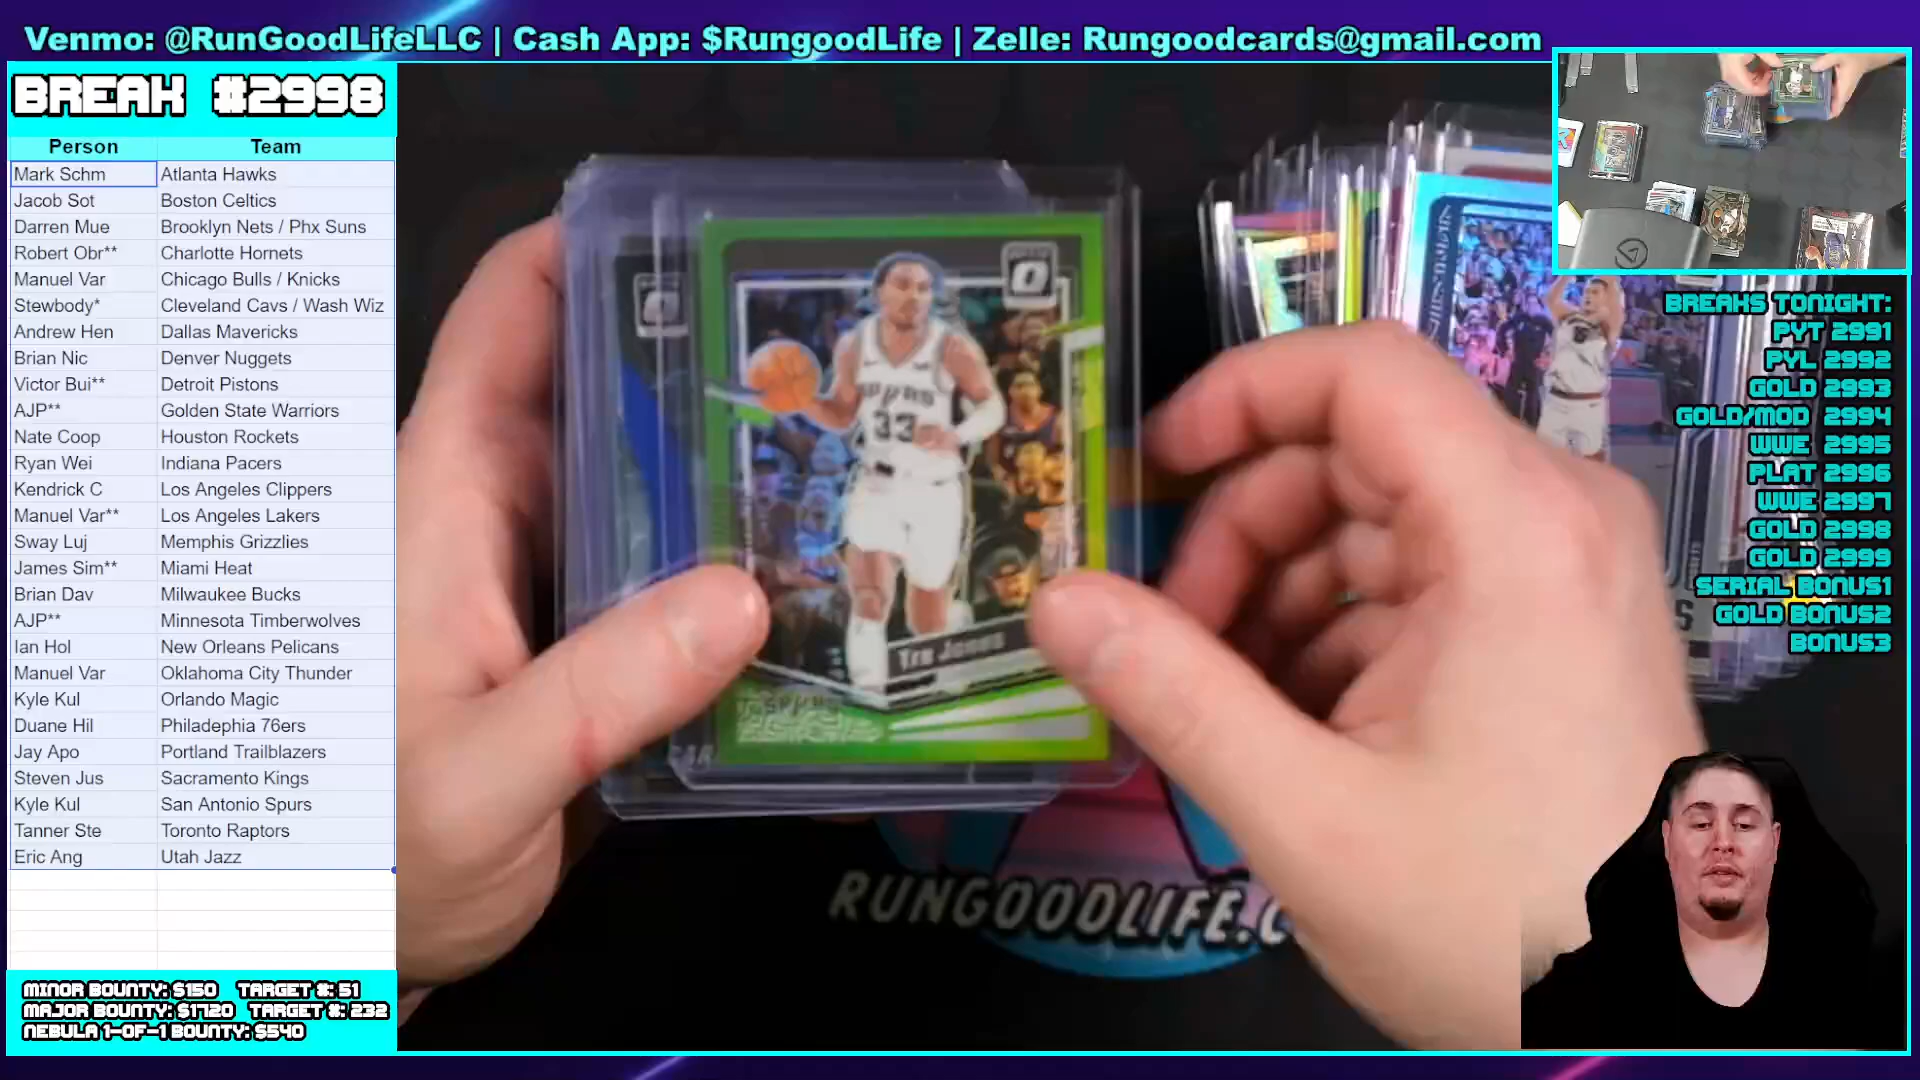 Venmo: @RunGoodLifeLLC | Cash App: $RungoodLife | Zelle: Rungoodcards@gmail.com
BREAK #2998
Person Team
Mark Schm Atlanta Hawks
Jacob Sot Boston Celtics
Darren Mue Brooklyn Nets / Phx Suns
Robert Obr** Charlotte Hornets
Manuel Var Chicago Bulls / Knicks
Stewbody* Cleveland Cavs / Wash Wiz
Andrew Hen Dallas Mavericks
Brian Nic Denver Nuggets
Victor Bui** Detroit Pistons
AJP** Golden State Warriors
Nate Coop Houston Rockets
Ryan Wei Indiana Pacers
Kendrick C Los Angeles Clippers
Manuel Var** Los Angeles Lakers
Sway Luj Memphis Grizzlies
James Sim** Miami Heat
Brian Dav Milwaukee Bucks
AJP** Minnesota Timberwolves
Ian Hol New Orleans Pelicans
Manuel Var Oklahoma City Thunder
Kyle Kul Orlando Magic
Duane Hil Philadephia 76ers
Jay Apo Portland Trailblazers
Steven Jus Sacramento Kings
Kyle Kul San Antonio Spurs
Tanner Ste Toronto Raptors
Eric Ang Utah Jazz
MINOR BOUNTY: $150 TARGET #: 51
MAJOR BOUNTY: $1720 TARGET #: 232
NEBULA 1-OF-1 BOUNTY: $540
SPURS
33
Tre Jones
SPURS
RUNGOODLIFE.C
BREAKS TONIGHT:
PYT 2991
PYL 2992
GOLD 2993
GOLD/MOD 2994
WWE 2995
PLAT 2996
WWE 2997
GOLD 2998
GOLD 2999
SERIAL BONUS1
GOLD BONUS2
BONUS3